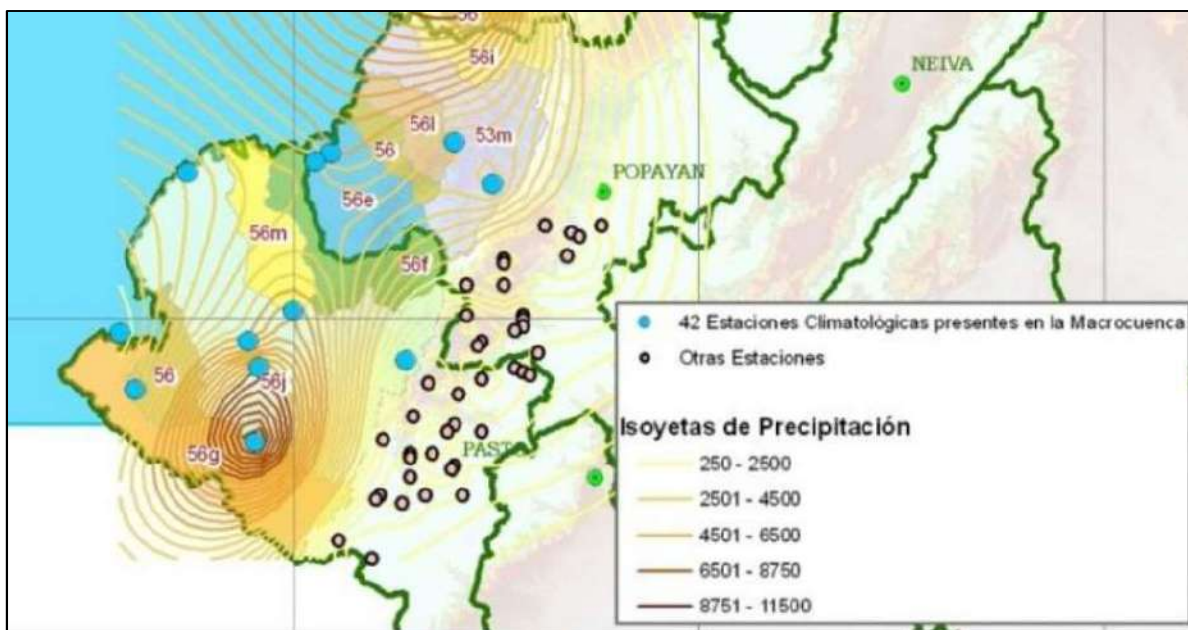 56
56i
NEIVA
56l
53m
56
POPAYAN
56e
56m
56f
42 Estaciones Climatológicas presentes en la Macrocuenca
Otras Estaciones
56
56j
Isoyetas de Precipitación
56g
PASTO
250 - 2500
2501 - 4500
4501 - 6500
6501 - 8750
8751 - 11500